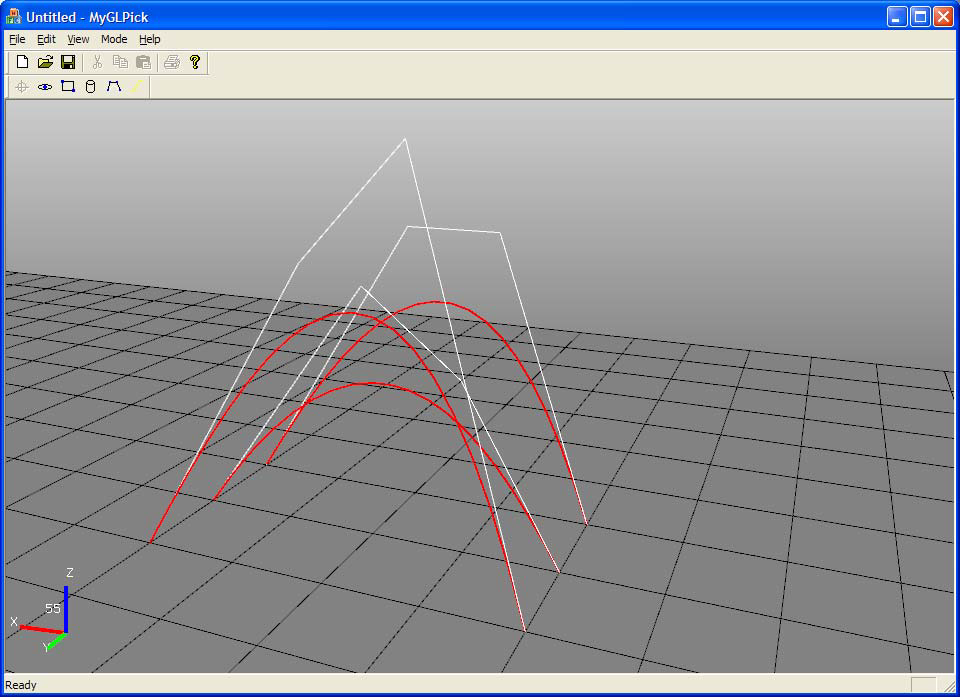 Untitled - MyGLPick
File Edit View Mode Help
Z
55
X
Y
Ready